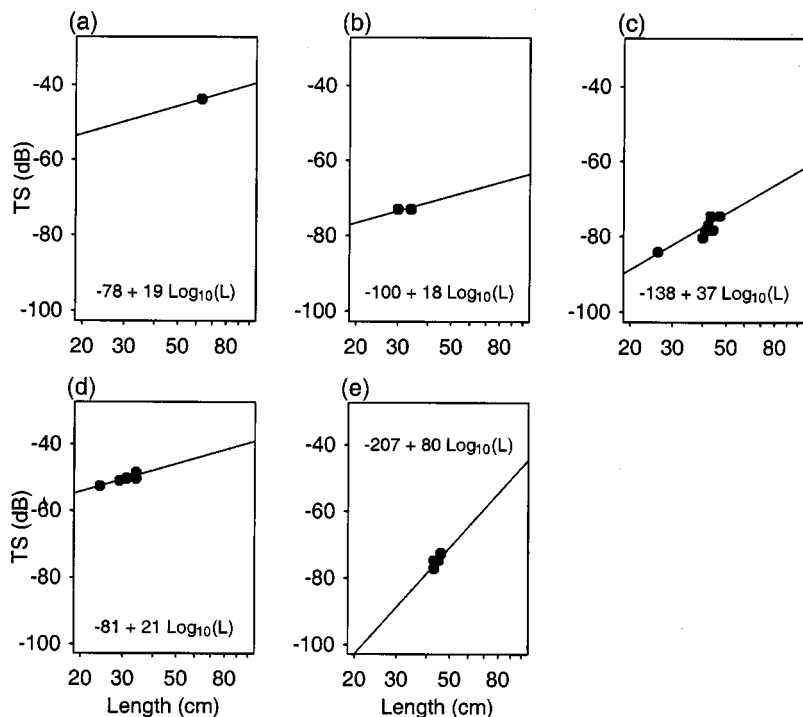 (a)
(b)
(c)
-40
-60
-80
-100
TS (dB)
-78 + 19 Log10(L)
20 30 50 80
-40
-60
-80
-100
-100 + 18 Log10(L)
20 30 50 80
-40
-60
-80
-100
-138 + 37 Log10(L)
20 30 50 80
(d)
(e)
-40
-60
-80
-100
TS (dB)
-81 + 21 Log10(L)
20 30 50 80
Length (cm)
-40
-60
-80
-100
-207 + 80 Log10(L)
20 30 50 80
Length (cm)